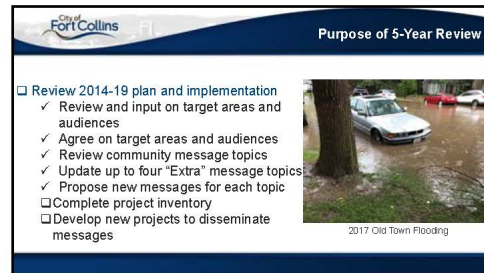 City of
Fort Collins
Purpose of 5-Year Review
❑ Review 2014-19 plan and implementation
✓ Review and input on target areas and
audiences
✓ Agree on target areas and audiences
✓ Review community message topics
✓ Update up to four “Extra” message topics
✓ Propose new messages for each topic
❑Complete project inventory
❑Develop new projects to disseminate
messages
2017 Old Town Flooding